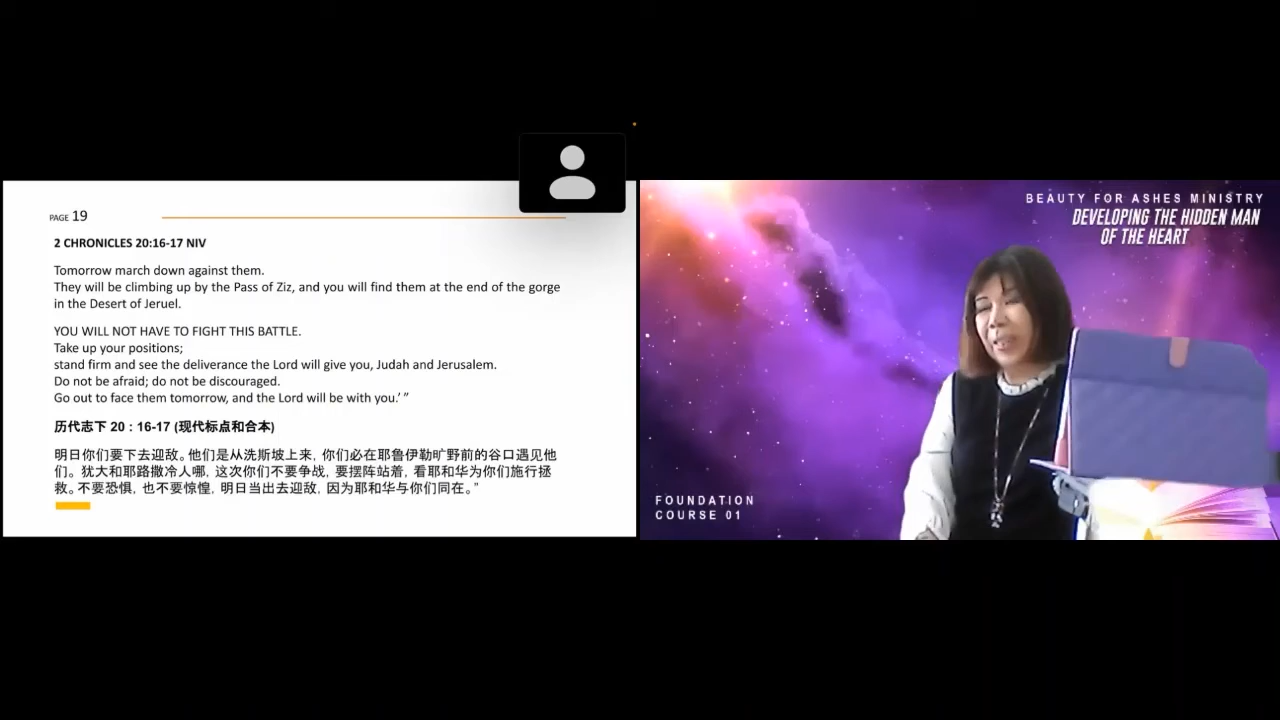 PAGE 19
2 CHRONICLES 20:16-17 NIV
Tomorrow march down against them.
They will be climbing up by the Pass of Ziz, and you will find them at the end of the gorge
in the Desert of Jeruel.
YOU WILL NOT HAVE TO FIGHT THIS BATTLE.
Take up your positions;
stand firm and see the deliverance the Lord will give you, Judah and Jerusalem.
Do not be afraid; do not be discouraged.
Go out to face them tomorrow, and the Lord will be with you.’ ”
历代志下 20：16-17 (现代标点和合本)
明日你们要下去迎敌。他们是从洗斯坡上来，你们必在耶鲁伊勒旷野前的谷口遇见他
们。犹大和耶路撒冷人哪，这次你们不要争战，要摆阵站着，看耶和华为你们施行拯
救。不要恐惧，也不要惊惶，明日当出去迎敌，因为耶和华与你们同在。”
BEAUTY FOR ASHES MINISTRY
DEVELOPING THE HIDDEN MAN
OF THE HEART
FOUNDATION
COURSE 01